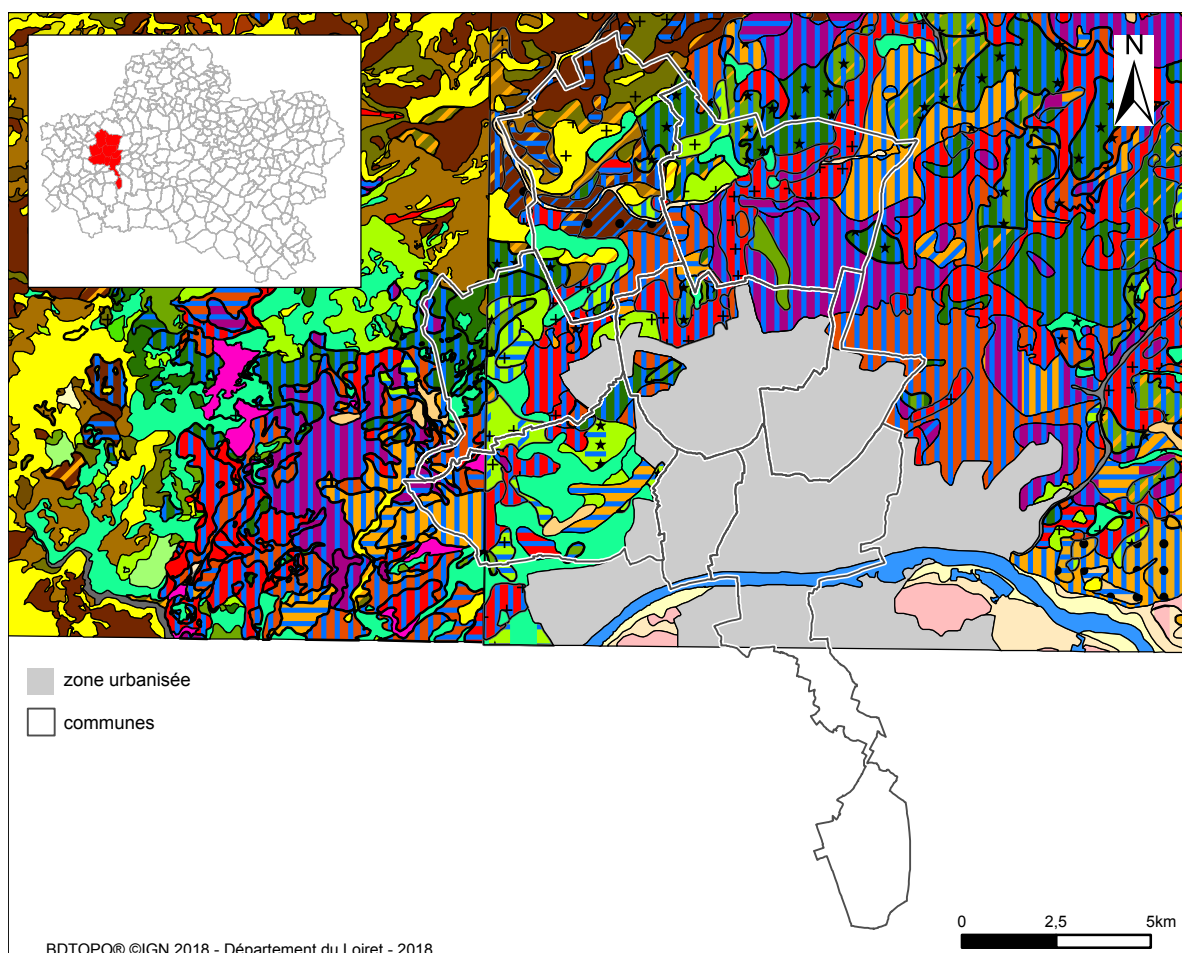 N
zone urbanisée
communes
0 2,5 5km
BDTOPO® ©IGN 2018 - Département du Loiret - 2018